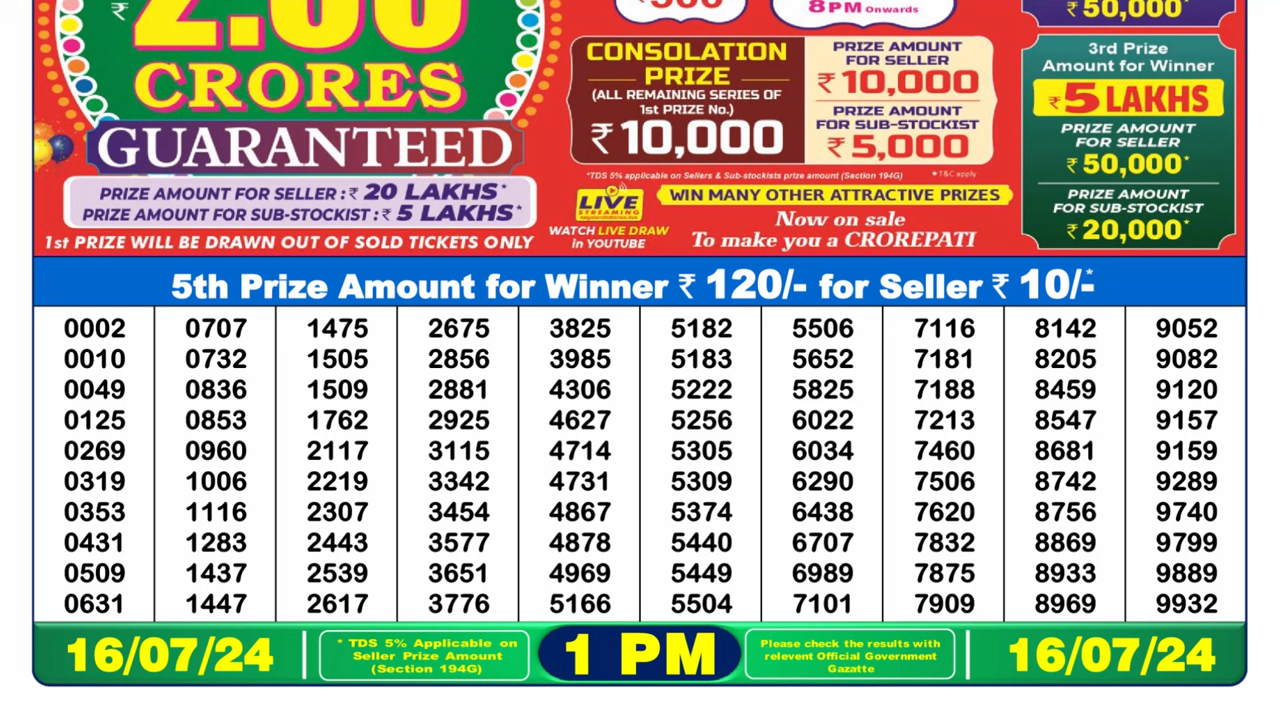 ₹ 2.00
CRORES
GUARANTEED
PRIZE AMOUNT FOR SELLER :₹ 20 LAKHS*
PRIZE AMOUNT FOR SUB-STOCKIST :₹ 5 LAKHS*
1st PRIZE WILL BE DRAWN OUT OF SOLD TICKETS ONLY
8PM Onwards
CONSOLATION
PRIZE
(ALL REMAINING SERIES OF
1st PRIZE No.)
₹ 10,000
PRIZE AMOUNT
FOR SELLER
₹ 10,000
PRIZE AMOUNT
FOR SUB-STOCKIST
₹ 5,000
*TDS 5% applicable on Sellers & Sub-stockists prize amount (Section 194G)
*T&C apply
LIVE
STREAMING
WATCH LIVE DRAW
in YOUTUBE
WIN MANY OTHER ATTRACTIVE PRIZES
Now on sale
To make you a CROREPATI
₹ 50,000*
3rd Prize
Amount for Winner
₹ 5 LAKHS
PRIZE AMOUNT
FOR SELLER
₹ 50,000*
PRIZE AMOUNT
FOR SUB-STOCKIST
₹ 20,000*
5th Prize Amount for Winner ₹ 120/- for Seller ₹ 10/-*
0002 0707 1475 2675 3825 5182 5506 7116 8142 9052
0010 0732 1505 2856 3985 5183 5652 7181 8205 9082
0049 0836 1509 2881 4306 5222 5825 7188 8459 9120
0125 0853 1762 2925 4627 5256 6022 7213 8547 9157
0269 0960 2117 3115 4714 5305 6034 7460 8681 9159
0319 1006 2219 3342 4731 5309 6290 7506 8742 9289
0353 1116 2307 3454 4867 5374 6438 7620 8756 9740
0431 1283 2443 3577 4878 5440 6707 7832 8869 9799
0509 1437 2539 3651 4969 5449 6989 7875 8933 9889
0631 1447 2617 3776 5166 5504 7101 7909 8969 9932
16/07/24
* TDS 5% Applicable on
Seller Prize Amount
(Section 194G)
1 PM
Please check the results with
relevent Official Government
Gazatte
16/07/24